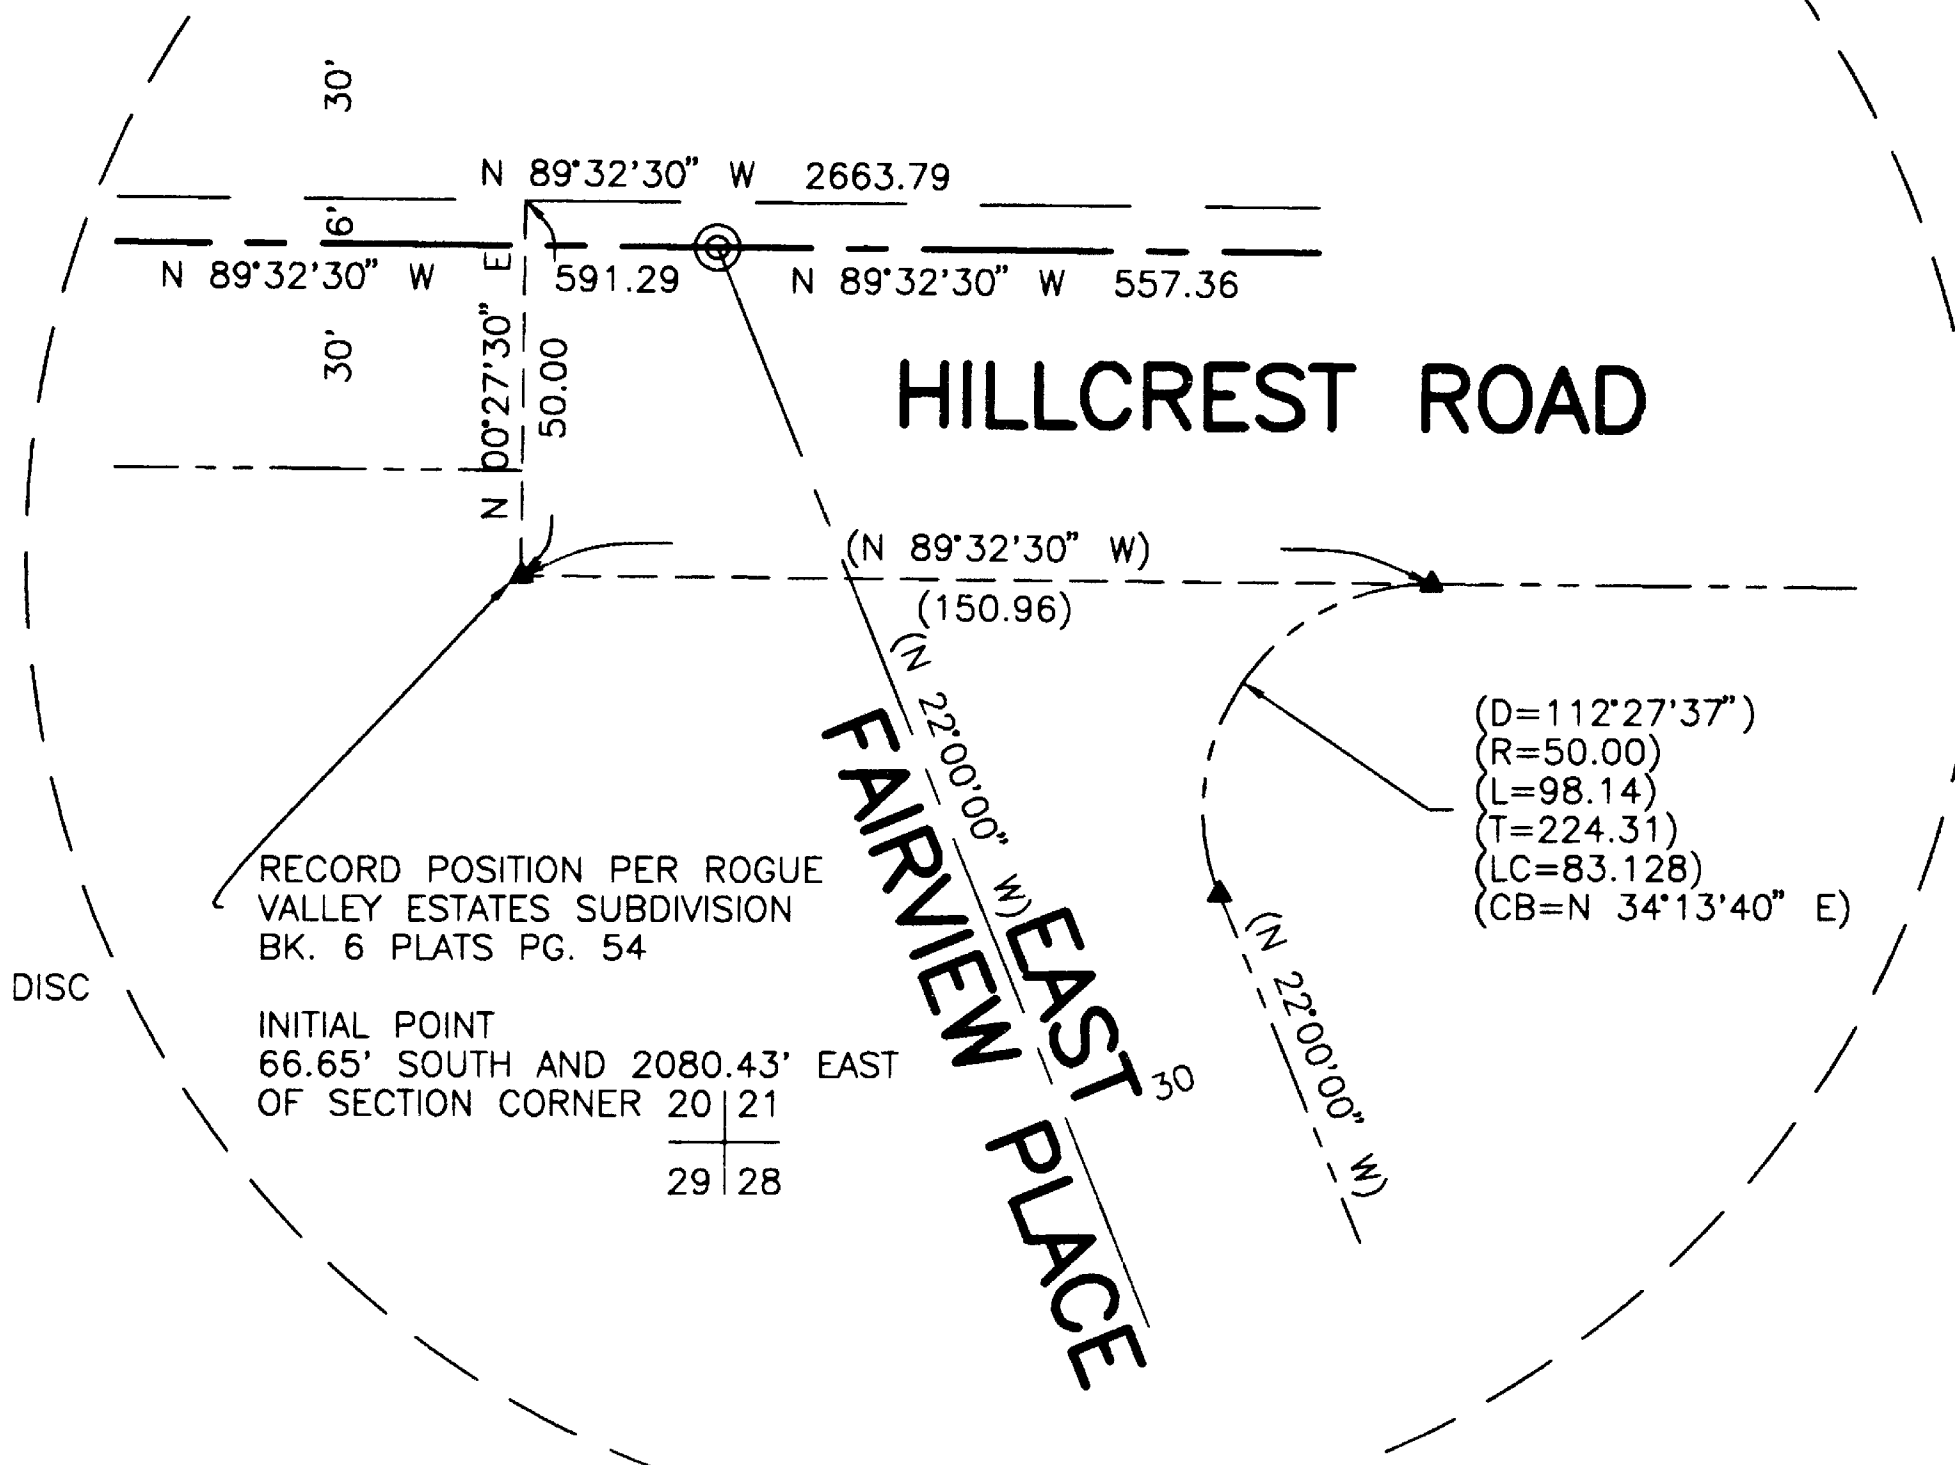 30'
N 89°32'30" W 2663.79
6'
N 89°32'30" W 591.29
N 89°32'30" W 557.36
30'
N 00°27'30" E
50.00
HILLCREST ROAD
(N 89°32'30" W)
(150.96)
(N 22°00'00" W)
(D=112°27'37")
(R=50.00)
(L=98.14)
(T=224.31)
(LC=83.128)
(CB=N 34°13'40" E)
EAST
FAIRVIEW PLACE
(N 22°00'00" W)
30
RECORD POSITION PER ROGUE
VALLEY ESTATES SUBDIVISION
BK. 6 PLATS PG. 54
DISC
INITIAL POINT
66.65' SOUTH AND 2080.43' EAST
OF SECTION CORNER 20 21
29 28